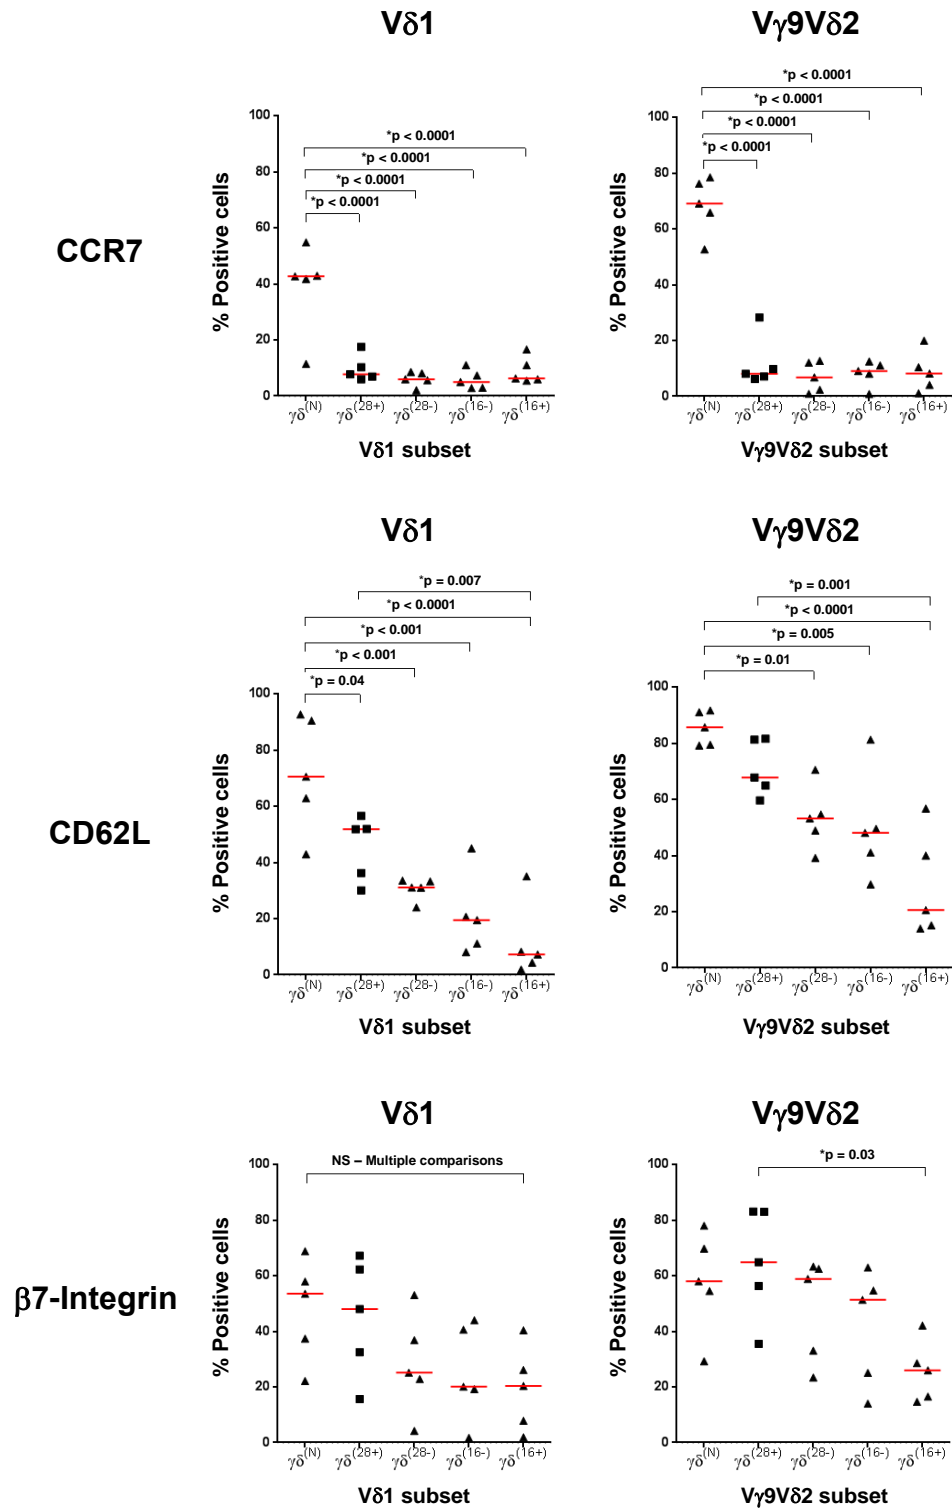 Vδ1
Vγ9Vδ2
CCR7
% Positive cells
100
80
60
40
20
0
*p < 0.0001
*p < 0.0001
*p < 0.0001
*p < 0.0001
γδ(N) γδ(28+) γδ(28-) γδ(16-) γδ(16+)
Vδ1 subset
% Positive cells
100
80
60
40
20
0
*p < 0.0001
*p < 0.0001
*p < 0.0001
*p < 0.0001
γδ(N) γδ(28+) γδ(28-) γδ(16-) γδ(16+)
Vγ9Vδ2 subset
Vδ1
Vγ9Vδ2
CD62L
% Positive cells
100
80
60
40
20
0
*p = 0.007
*p < 0.0001
*p < 0.001
*p < 0.001
*p = 0.04
γδ(N) γδ(28+) γδ(28-) γδ(16-) γδ(16+)
Vδ1 subset
% Positive cells
100
80
60
40
20
0
*p = 0.001
*p < 0.0001
*p = 0.005
*p = 0.01
γδ(N) γδ(28+) γδ(28-) γδ(16-) γδ(16+)
Vγ9Vδ2 subset
Vδ1
Vγ9Vδ2
β7-Integrin
% Positive cells
100
80
60
40
20
0
NS – Multiple comparisons
γδ(N) γδ(28+) γδ(28-) γδ(16-) γδ(16+)
Vδ1 subset
% Positive cells
100
80
60
40
20
0
*p = 0.03
γδ(N) γδ(28+) γδ(28-) γδ(16-) γδ(16+)
Vγ9Vδ2 subset